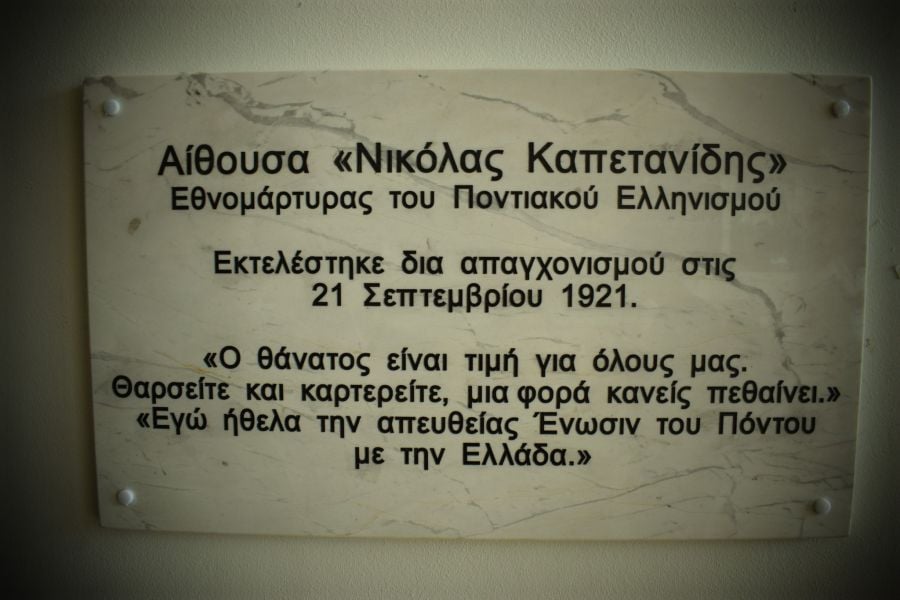 Αίθουσα «Νικόλας Καπετανίδης»
Εθνομάρτυρας του Ποντιακού Ελληνισμού
Εκτελέστηκε δια απαγχονισμού στις
21 Σεπτεμβρίου 1921.
«Ο θάνατος είναι τιμή για όλους μας.
Θαρσείτε και καρτερείτε, μια φορά κανείς πεθαίνει.»
«Εγώ ήθελα την απευθείας Ένωσιν του Πόντου
με την Ελλάδα.»